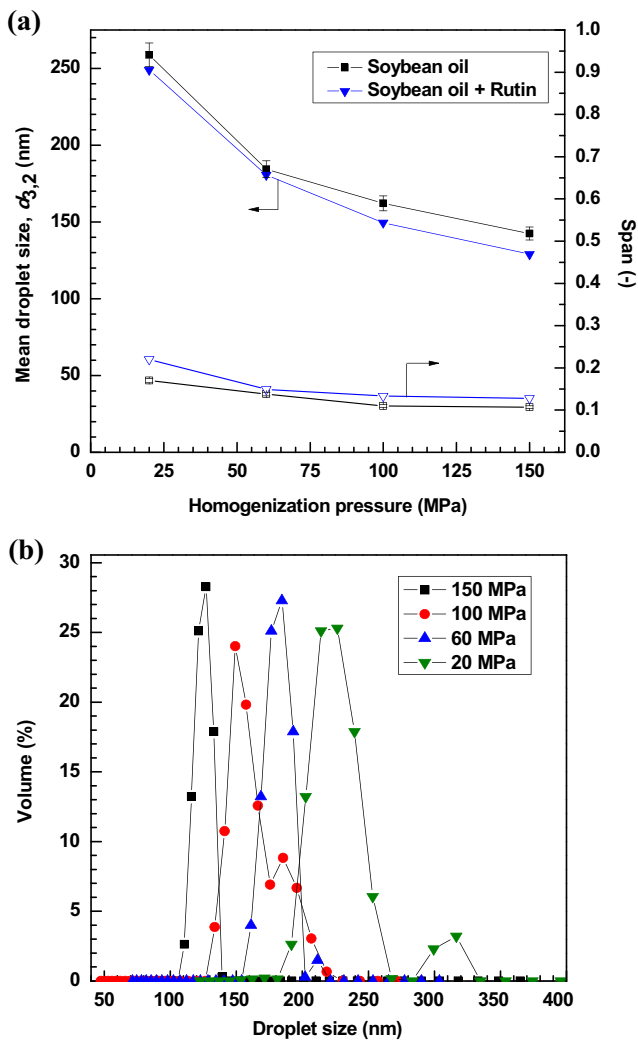 (a)
Soybean oil
Soybean oil + Rutin
250
200
150
100
50
0
1.0
0.9
0.8
0.7
0.6
0.5
0.4
0.3
0.2
0.1
0.0
Mean droplet size, d3,2 (nm)
Span (-)
0 25 50 75 100 125 150
Homogenization pressure (MPa)
(b)
150 MPa
100 MPa
60 MPa
20 MPa
30
25
20
15
10
5
0
Volume (%)
50 100 150 200 250 300 350 400
Droplet size (nm)